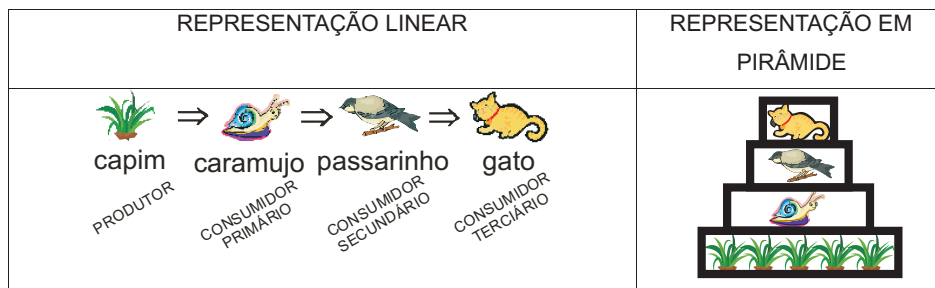 REPRESENTAÇÃO LINEAR
REPRESENTAÇÃO EM
PIRÂMIDE
capim
caramujo
passarinho
gato
PRODUTOR
CONSUMIDOR
PRIMÁRIO
CONSUMIDOR
SECUNDÁRIO
CONSUMIDOR
TERCIÁRIO